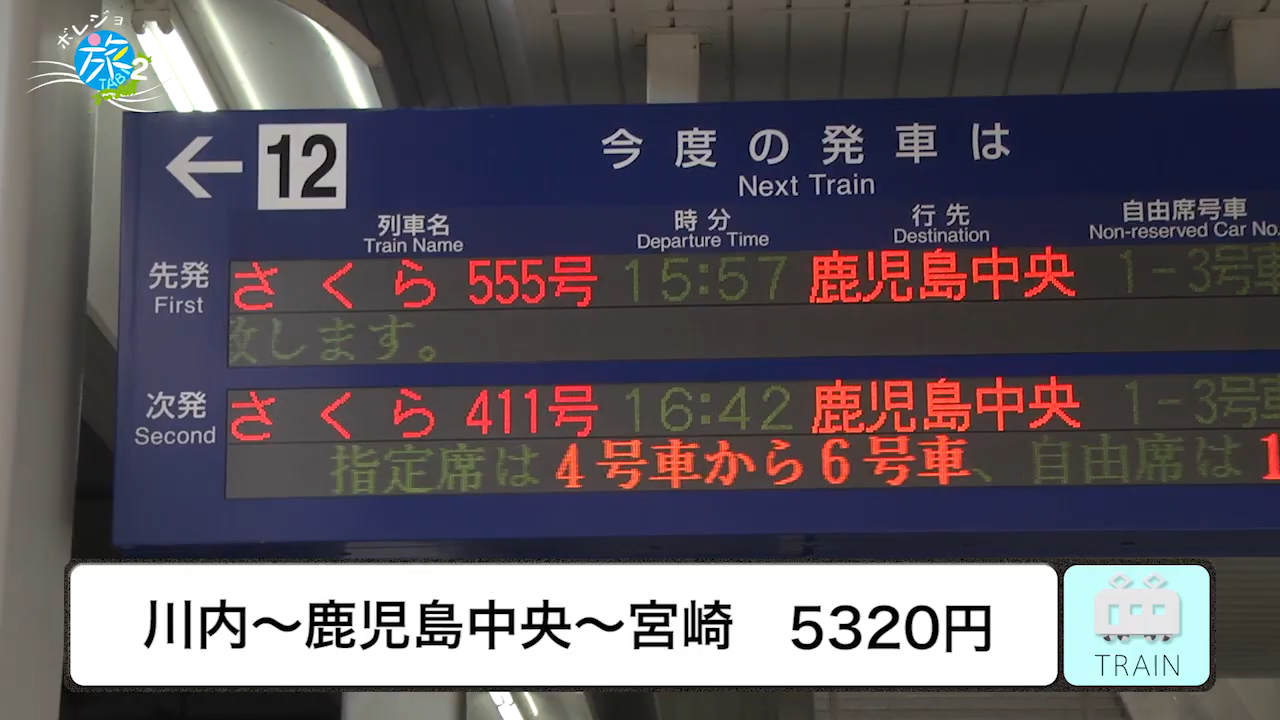 ボレジョ
旅2
TABI
← 12
今度の発車は
Next Train
列車名 時分 行先 自由席号車
Train Name Departure Time Destination Non-reserved Car No.
先発 さくら 555号 15:57 鹿児島中央 1-3号車
First
致します。
次発 さくら 411号 16:42 鹿児島中央 1-3号車
Second
指定席は4号車から6号車、自由席は1
川内〜鹿児島中央〜宮崎 5320円
TRAIN